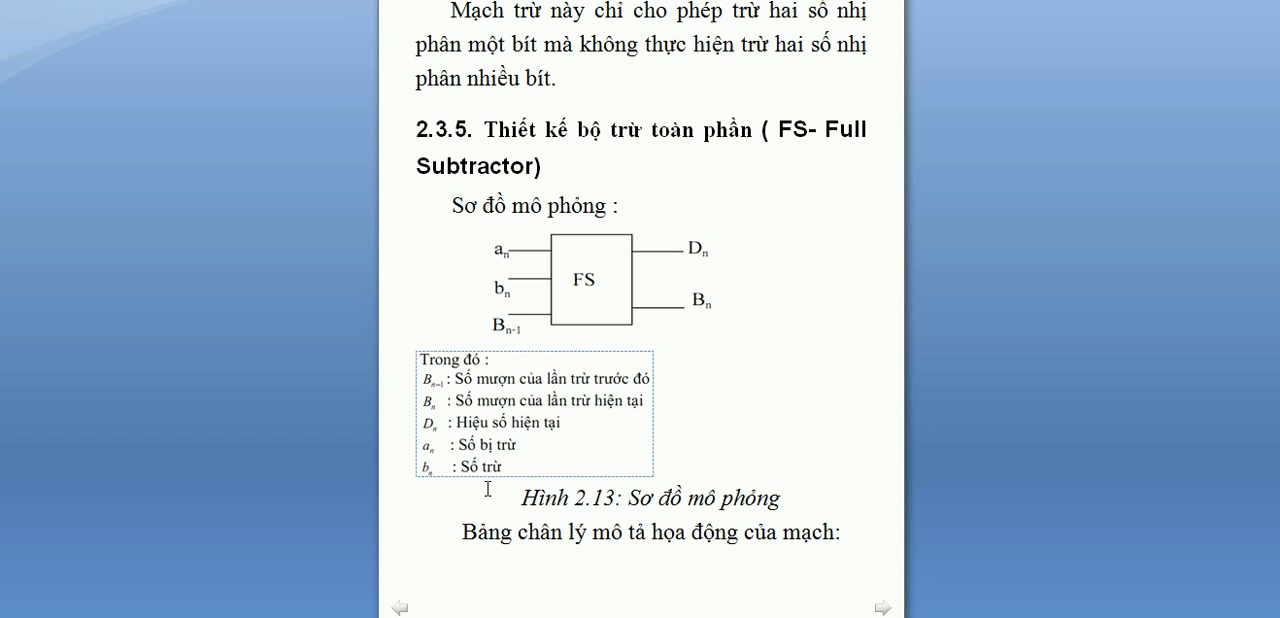 Mạch trừ này chỉ cho phép trừ hai số nhị
phân một bít mà không thực hiện trừ hai số nhị
phân nhiều bít.
2.3.5. Thiết kế bộ trừ toàn phần ( FS- Full
Subtractor)
Sơ đồ mô phỏng :
an
Dn
FS
bn
Bn
Bn-1
Trong đó :
Bn-1 : Số mượn của lần trừ trước đó
Bn : Số mượn của lần trừ hiện tại
Dn : Hiệu số hiện tại
an : Số bị trừ
bn : Số trừ
Hình 2.13: Sơ đồ mô phỏng
Bảng chân lý mô tả họa động của mạch: